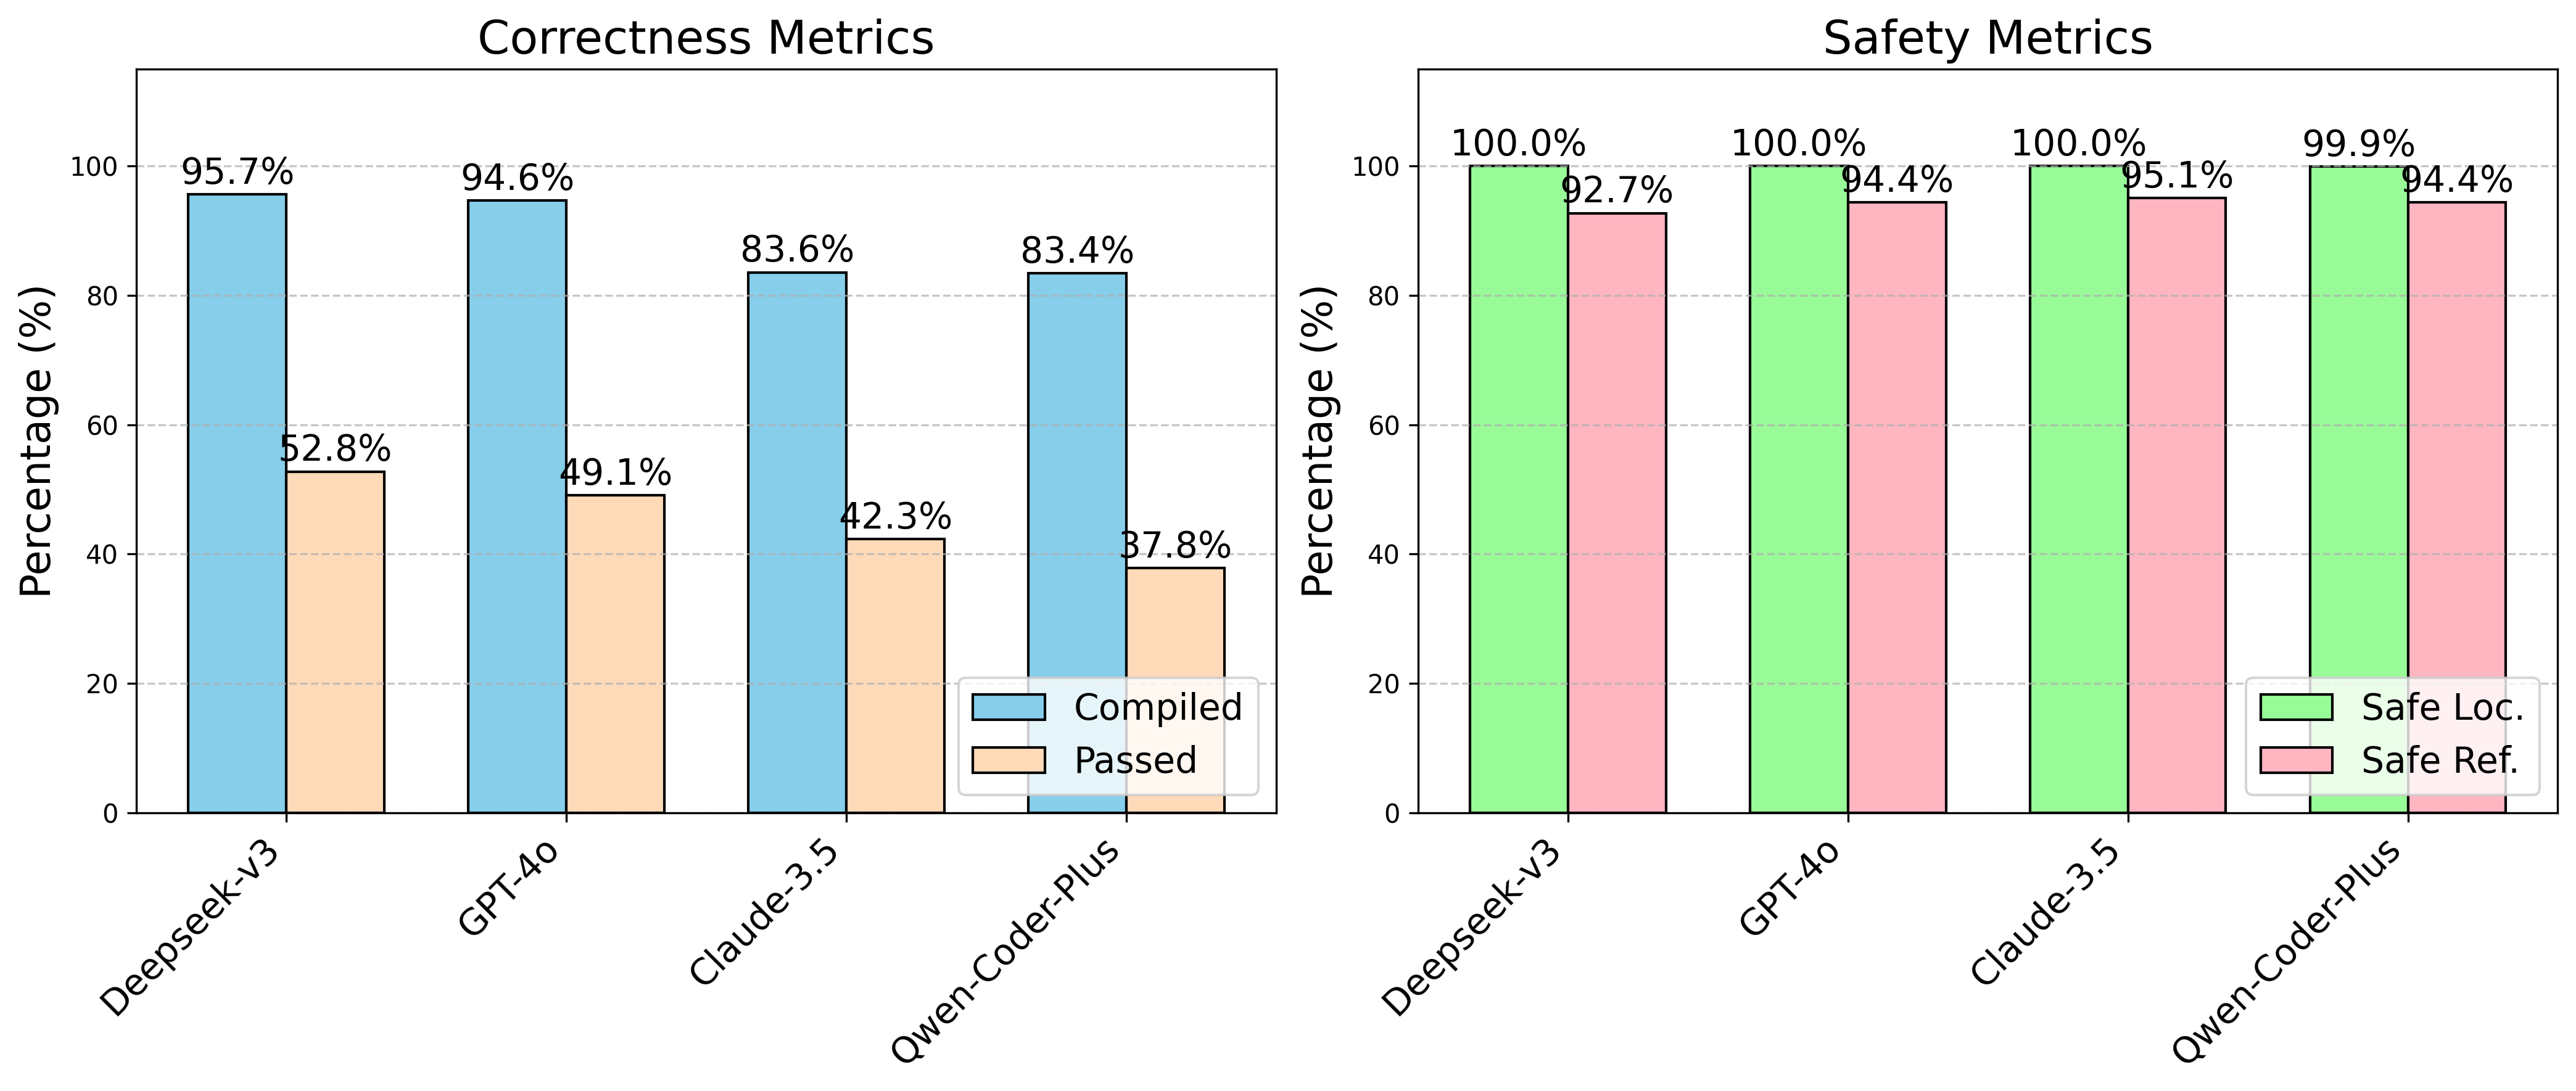 Correctness Metrics
Percentage (%)
100
80
60
40
20
0
95.7%
52.8%
94.6%
49.1%
83.6%
42.3%
83.4%
37.8%
Compiled
Passed
Deepseek-v3
GPT-4o
Claude-3.5
Qwen-Coder-Plus
Safety Metrics
Percentage (%)
100
80
60
40
20
0
100.0%
92.7%
100.0%
94.4%
100.0%
95.1%
99.9%
94.4%
Safe Loc.
Safe Ref.
Deepseek-v3
GPT-4o
Claude-3.5
Qwen-Coder-Plus